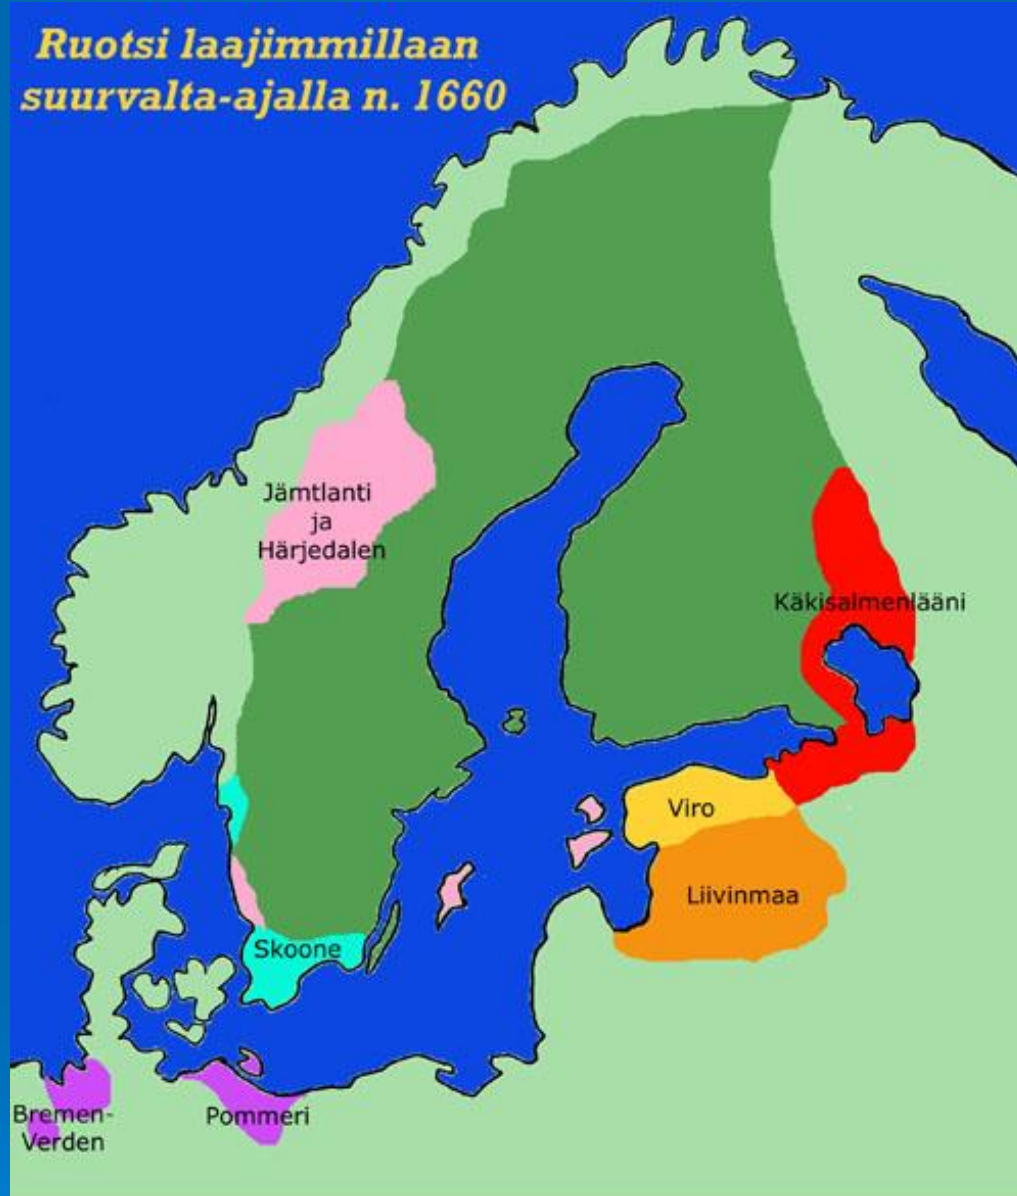 Ruotsi laajimmillaan
suurvalta-ajalla n. 1660
Jämtlanti
ja
Härjedalen
Käkisalmenlääni
Viro
Liivinmaa
Skoone
Bremen-
Verden
Pommeri